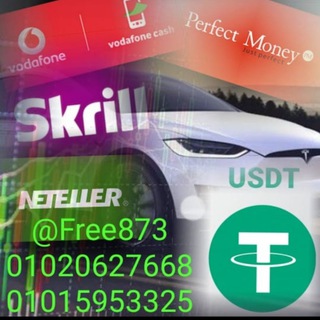 vodafone
vodafone cash
Perfect Money
Skrill
USDT
NETELLER
@Free873
01020627668
01015953325